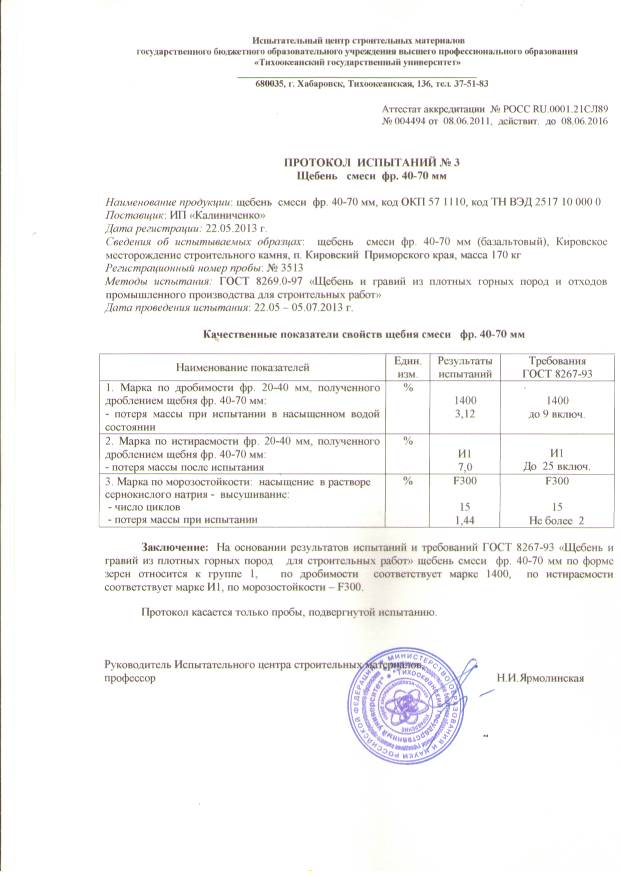 Испытательный центр строительных материалов
государственного бюджетного образовательного учреждения высшего профессионального образования
«Тихоокеанский государственный университет»
680035, г. Хабаровск, Тихоокеанская, 136, тел. 37-51-83
Аттестат аккредитации № РОСС RU.0001.21СЛ89
№ 004494 от 08.06.2011, действит. до 08.06.2016
ПРОТОКОЛ ИСПЫТАНИЙ № 3
Щебень смеси фр. 40-70 мм
Наименование продукции: щебень смеси фр. 40-70 мм, код ОКП 57 1110, код ТН ВЭД 2517 10 000 0
Поставщик: ИП «Калиниченко»
Дата регистрации: 22.05.2013 г.
Сведения об испытываемых образцах: щебень смеси фр. 40-70 мм (базальтовый), Кировское
месторождение строительного камня, п. Кировский Приморского края, масса 170 кг
Регистрационный номер пробы: № 3513
Методы испытания: ГОСТ 8269.0-97 «Щебень и гравий из плотных горных пород и отходов
промышленного производства для строительных работ»
Дата проведения испытания: 22.05 – 05.07.2013 г.
Качественные показатели свойств щебня смеси фр. 40-70 мм
Наименование показателей
Един. изм.
Результаты испытаний
Требования ГОСТ 8267-93
1. Марка по дробимости фр. 20-40 мм, полученного
дроблением щебня фр. 40-70 мм:
- потеря массы при испытании в насыщенном водой
состоянии
%
1400
3,12
1400
до 9 включ.
2. Марка по истираемости фр. 20-40 мм, полученного
дроблением щебня фр. 40-70 мм:
- потеря массы после испытания
%
И1
7,0
И1
До 25 включ.
3. Марка по морозостойкости: насыщение в растворе
сернокислого натрия - высушивание:
- число циклов
- потеря массы при испытании
%
F300
15
1,44
F300
15
Не более 2
Заключение: На основании результатов испытаний и требований ГОСТ 8267-93 «Щебень и
гравий из плотных горных пород для строительных работ» щебень смеси фр. 40-70 мм по форме
зерен относится к группе 1, по дробимости соответствует марке 1400, по истираемости
соответствует марке И1, по морозостойкости – F300.
Протокол касается только пробы, подвергнутой испытанию.
Руководитель Испытательного центра строительных материалов,
профессор
Н.И.Ярмолинская
МИНИСТЕРСТВО ОБРАЗОВАНИЯ И НАУКИ РОССИЙСКОЙ ФЕДЕРАЦИИ
"Тихоокеанский государственный университет"